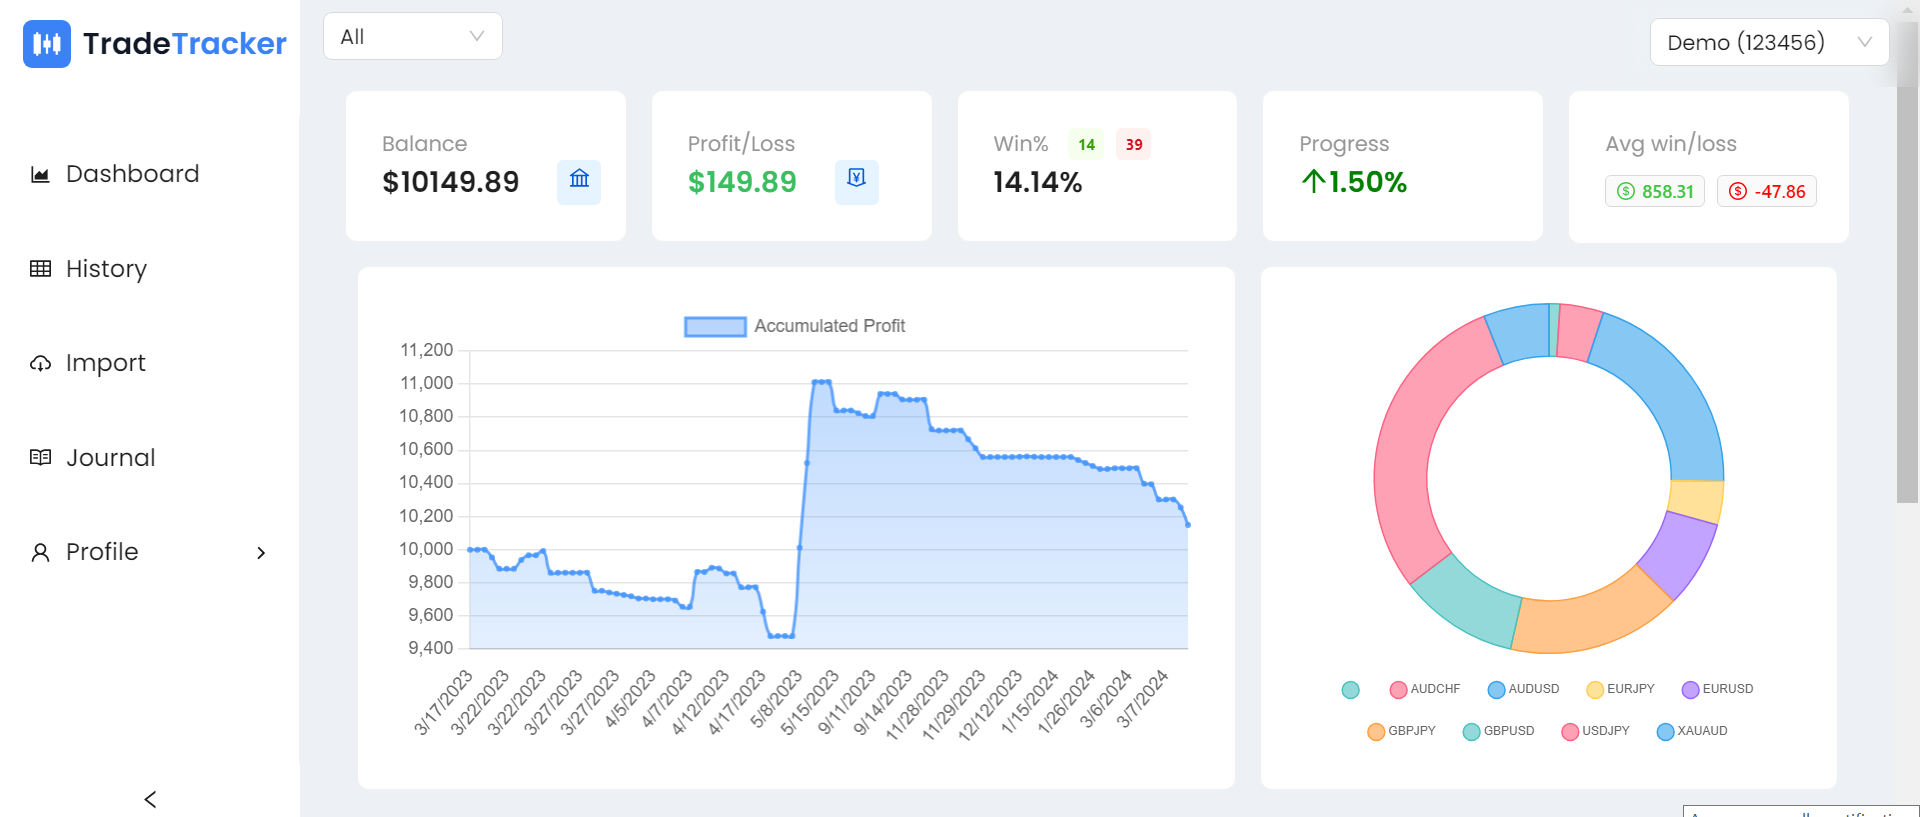 TradeTracker
All
Demo (123456)
Dashboard
History
Import
Journal
Profile
Balance
$10149.89
Profit/Loss
¥
$149.89
Win% 14 39
14.14%
Progress
1.50%
Avg win/loss
$ 858.31 $ -47.86
Accumulated Profit
11,200
11,000
10,800
10,600
10,400
10,200
10,000
9,800
9,600
9,400
3/17/2023
3/22/2023
3/22/2023
3/27/2023
3/27/2023
4/5/2023
4/7/2023
4/12/2023
4/17/2023
5/8/2023
5/15/2023
9/11/2023
9/14/2023
11/28/2023
11/29/2023
12/12/2023
1/15/2024
1/26/2024
3/6/2024
3/7/2024
AUDCHF AUDUSD EURJPY EURUSD
GBPJPY GBPUSD USDJPY XAUAUD